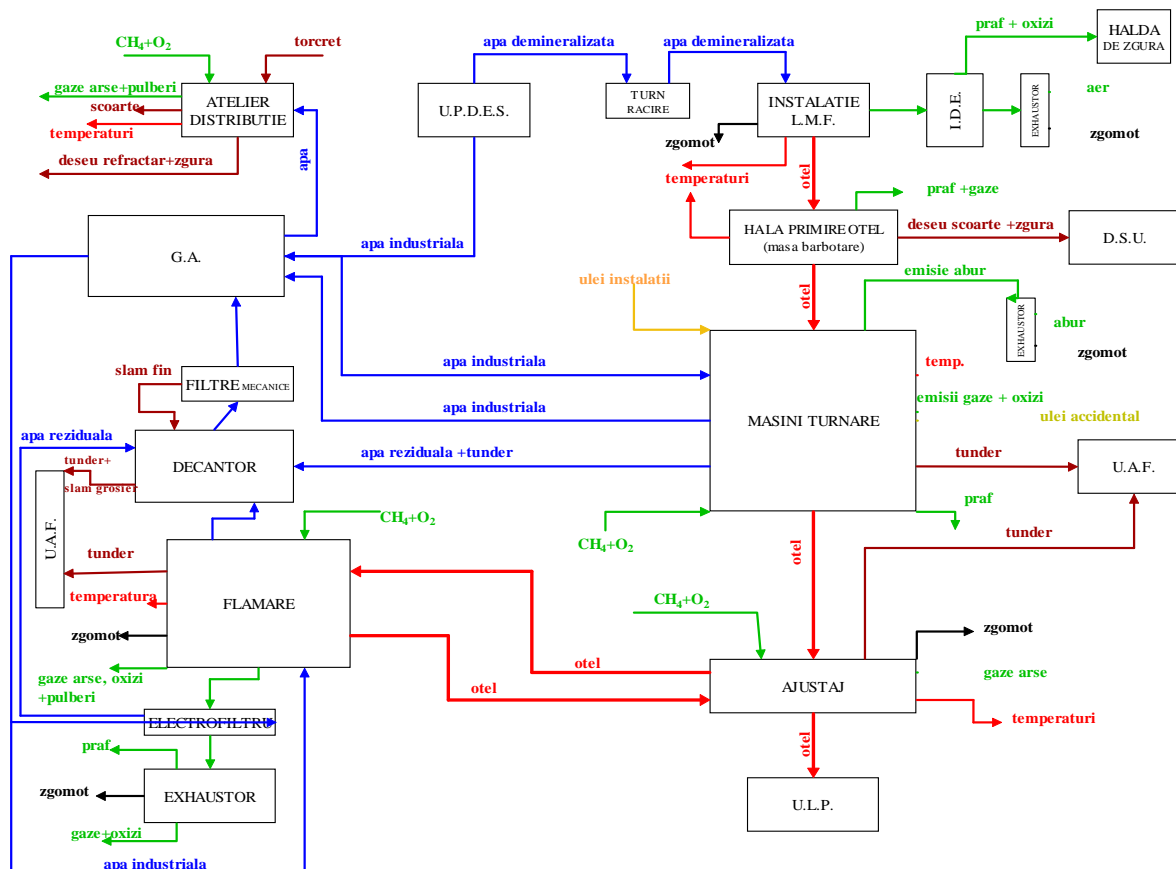 praf + oxizi
HALDA
DE ZGURA
CH₄+O₂
torcret
apa demineralizata
apa demineralizata
gaze arse+pulberi
scoarte
temperaturi
ATELIER
DISTRIBUTIE
U.P.D.E.S.
TURN
RACIRE
INSTALATIE
L.M.F.
I.D.E.
EXHAUSTOR
aer
zgomot
zgomot
apa
deseu refractar+zgura
temperaturi
otel
praf +gaze
G.A.
apa industriala
HALA PRIMIRE OTEL
(masa barbotare)
deseu scoarte +zgura
D.S.U.
ulei instalatii
otel
emisie abur
EXHAUSTOR
abur
zgomot
slam fin
FILTRE MECANICE
apa industriala
temp.
emisii gaze + oxizi
apa industriala
MASINI TURNARE
ulei accidental
apa reziduala
DECANTOR
apa reziduala +tunder
tunder
U.A.F.
tunder+
slam grosier
U.A.F.
praf
CH₄+O₂
CH₄+O₂
tunder
otel
tunder
temperatura
FLAMARE
CH₄+O₂
zgomot
zgomot
gaze arse, oxizi
+pulberi
otel
otel
AJUSTAJ
gaze arse
temperaturi
ELECTROFILTRU
otel
praf
zgomot
EXHAUSTOR
U.L.P.
gaze+oxizi
apa industriala